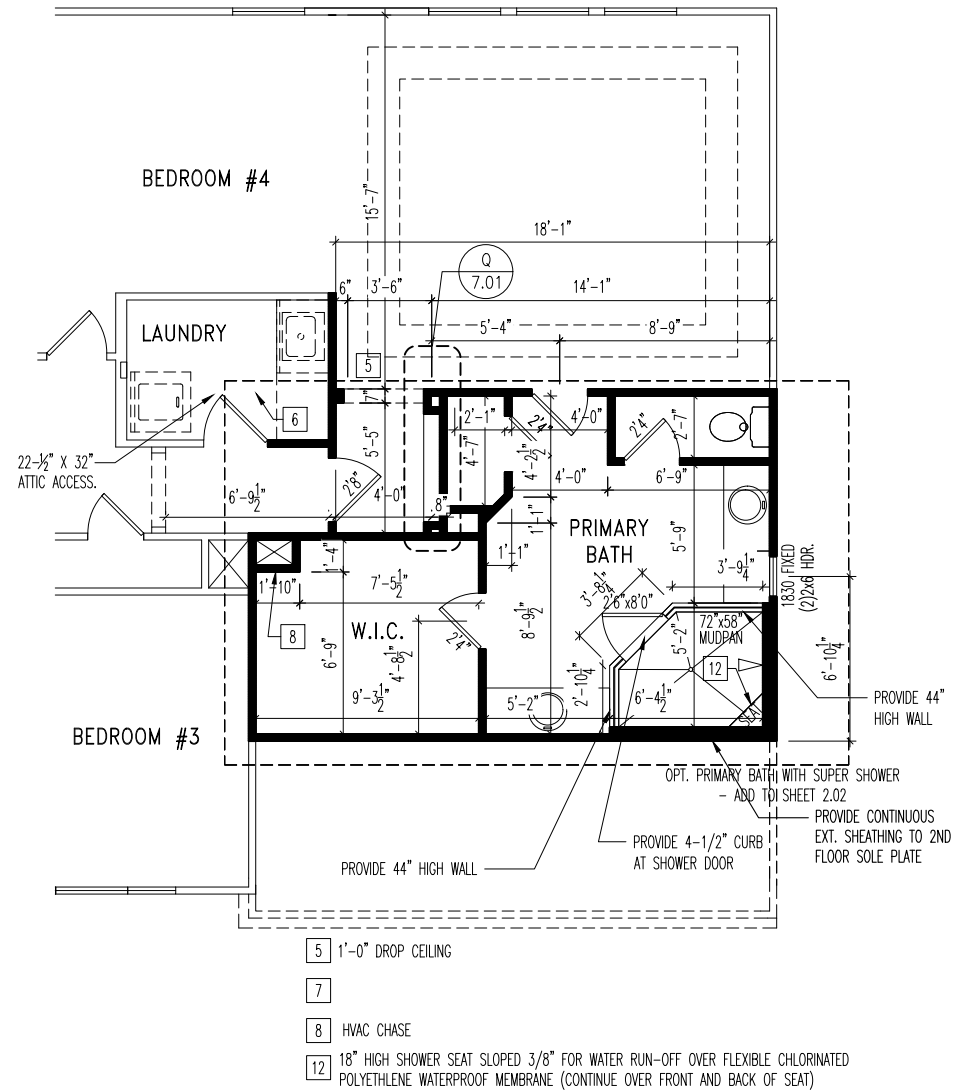 BEDROOM #4
15'-7"
18'-1"
Q
7.01
6"
3'-6"
14'-1"
5'-4"
8'-9"
LAUNDRY
5
6
7"
22-½" X 32"
ATTIC ACCESS.
6'-9½"
5'-5"
2'8"
4'-0"
8"
2'-1"
4'-7"
2'4"
4'-0"
4'-2½"
2'4"
2'-7"
4'-0"
6'-9"
1'-1"
1'-1"
PRIMARY
BATH
5'-9"
3'-9¼"
1830 FIXED
(2)2x6 HDR.
1'-4"
1'-10"
7'-5½"
8
W.I.C.
6'-9"
4'-8½"
2'4"
9'-3½"
8'-9½"
3'-8¼"
2'6"x8'0"
72"x58"
MUDPAN
5'-2"
12
6'-10¼"
2'-10¼"
5'-2"
6'-4½"
SEAT
PROVIDE 44"
HIGH WALL
BEDROOM #3
OPT. PRIMARY BATH WITH SUPER SHOWER
- ADD TO SHEET 2.02
PROVIDE CONTINUOUS
EXT. SHEATHING TO 2ND
FLOOR SOLE PLATE
PROVIDE 4-1/2" CURB
AT SHOWER DOOR
PROVIDE 44" HIGH WALL
5 1'-0" DROP CEILING
7
8 HVAC CHASE
12 18" HIGH SHOWER SEAT SLOPED 3/8" FOR WATER RUN-OFF OVER FLEXIBLE CHLORINATED
POLYETHLENE WATERPROOF MEMBRANE (CONTINUE OVER FRONT AND BACK OF SEAT)